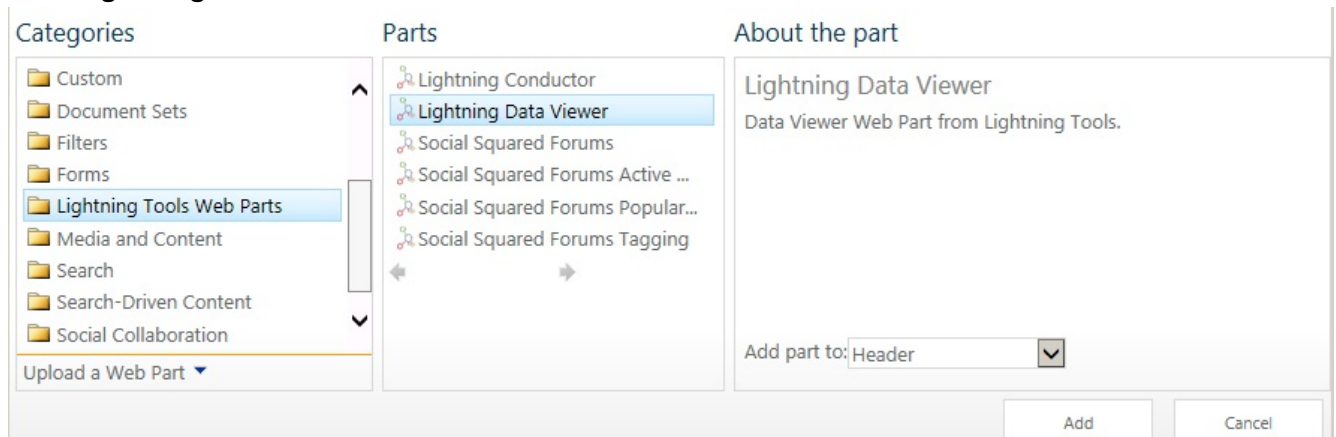 Categories
Parts
About the part
Custom
Document Sets
Filters
Forms
Lightning Tools Web Parts
Media and Content
Search
Search-Driven Content
Social Collaboration
Upload a Web Part
Lightning Conductor
Lightning Data Viewer
Social Squared Forums
Social Squared Forums Active ...
Social Squared Forums Popular...
Social Squared Forums Tagging
Lightning Data Viewer
Data Viewer Web Part from Lightning Tools.
Add part to: Header
Add
Cancel